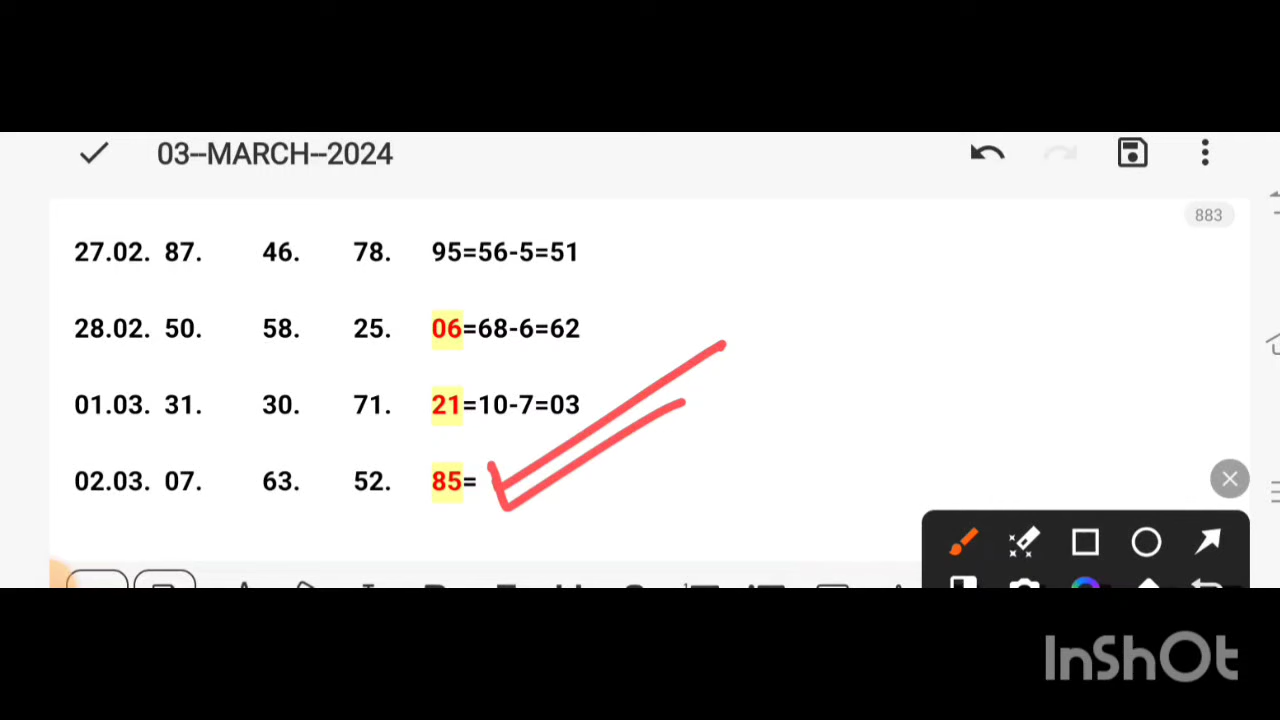 03--MARCH--2024
883
27.02. 87. 46. 78. 95=56-5=51
28.02. 50. 58. 25. 06=68-6=62
01.03. 31. 30. 71. 21=10-7=03
02.03. 07. 63. 52. 85=
InShOt